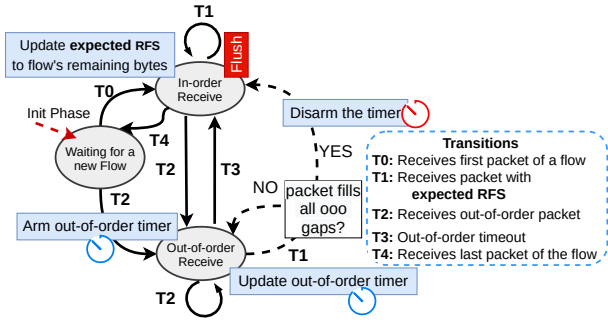 T1
Update expected RFS
to flow's remaining bytes
Flush
In-order
Receive
T0
Init Phase
T4
Waiting for a
new Flow
T2
T3
Disarm the timer
YES
NO
packet fills
all ooo
gaps?
T2
Arm out-of-order timer
Out-of-order
Receive
T1
Update out-of-order timer
T2
Transitions
T0: Receives first packet of a flow
T1: Receives packet with
expected RFS
T2: Receives out-of-order packet
T3: Out-of-order timeout
T4: Receives last packet of the flow